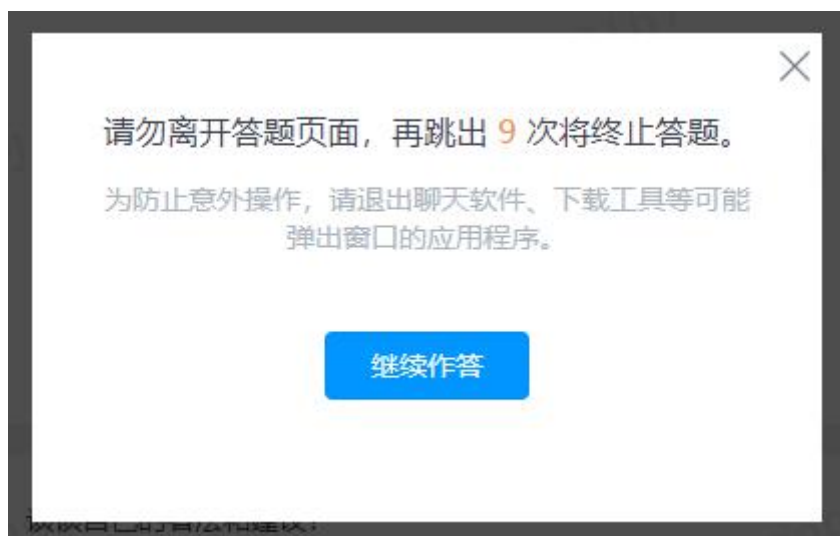 请勿离开答题页面，再跳出 9 次将终止答题。
为防止意外操作，请退出聊天软件、下载工具等可能
弹出窗口的应用程序。
继续作答